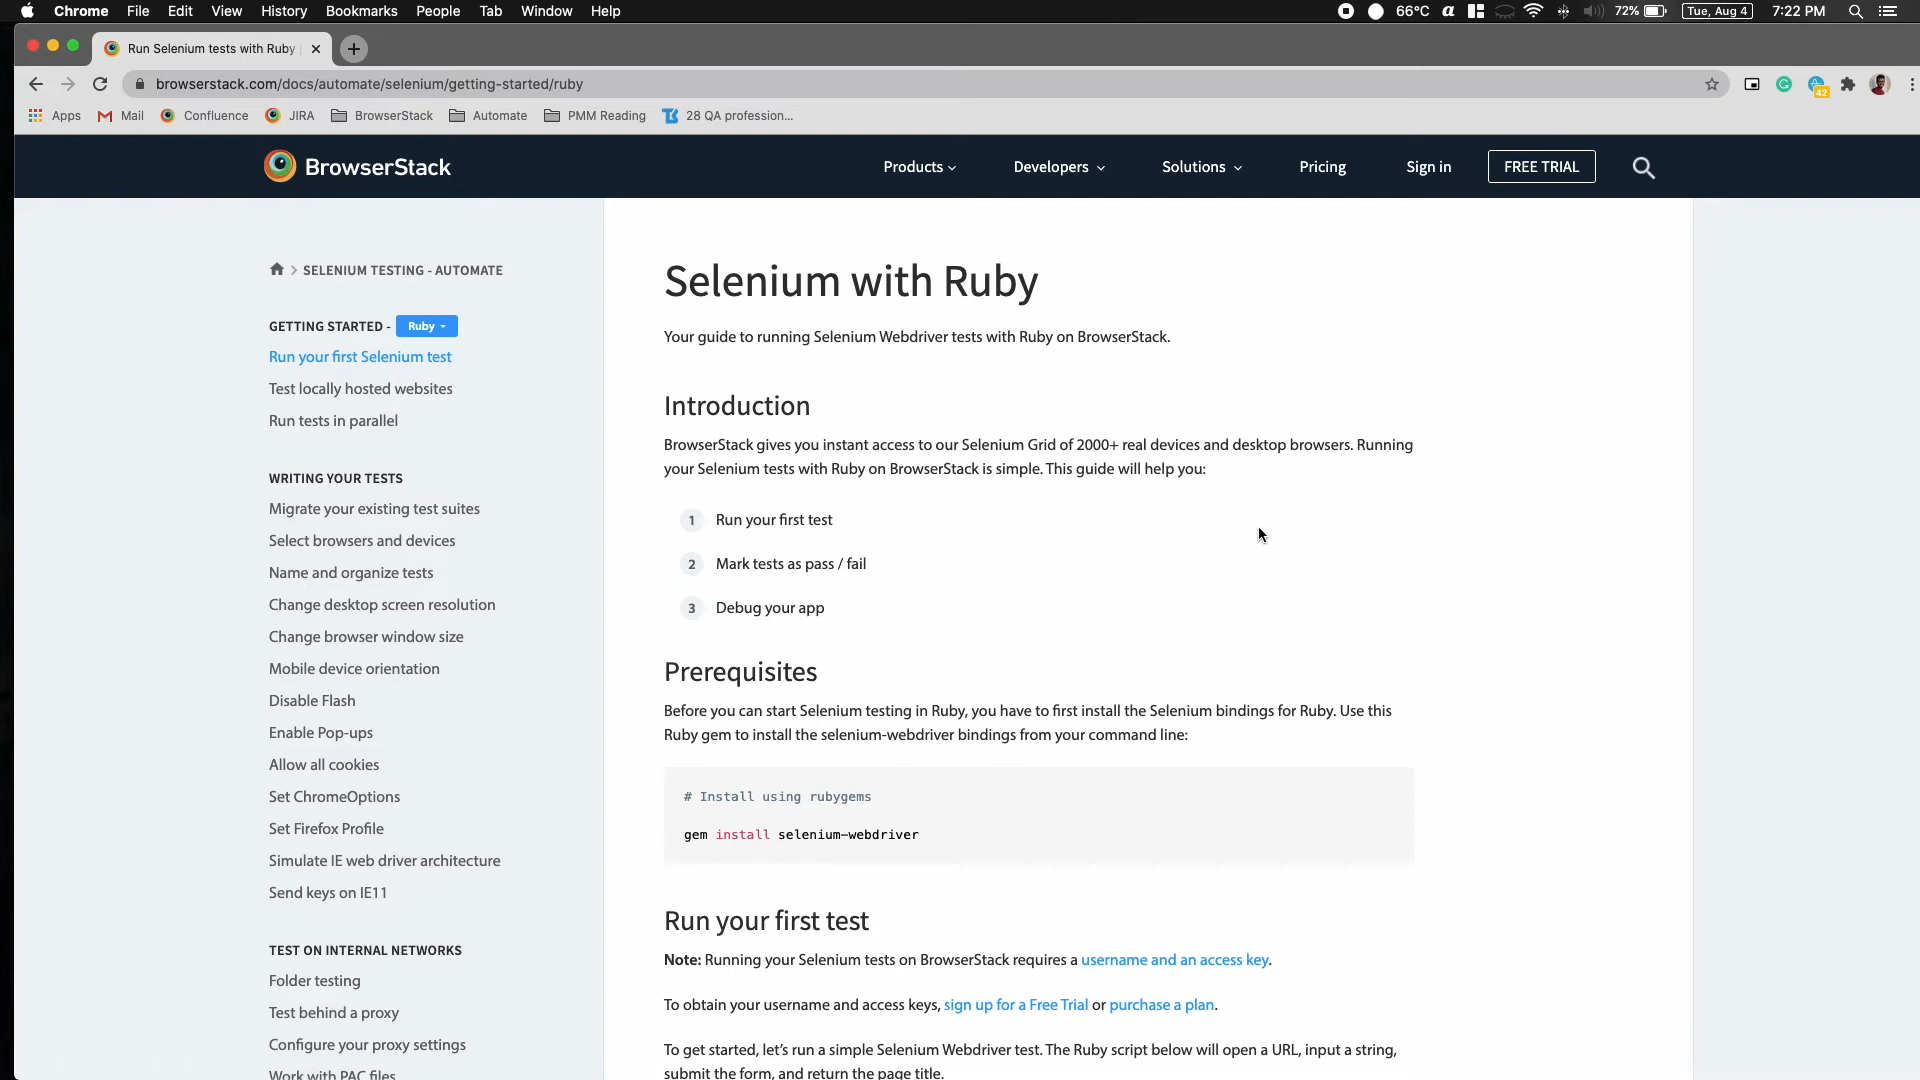 Chrome File Edit View History Bookmarks People Tab Window Help 66°C 72% Tue, Aug 4 7:22 PM
Run Selenium tests with Ruby
browserstack.com/docs/automate/selenium/getting-started/ruby 42
Apps Mail Confluence JIRA BrowserStack Automate PMM Reading 28 QA profession...
BrowserStack Products Developers Solutions Pricing Sign in FREE TRIAL
> SELENIUM TESTING - AUTOMATE
GETTING STARTED - Ruby
Run your first Selenium test
Test locally hosted websites
Run tests in parallel
WRITING YOUR TESTS
Migrate your existing test suites
Select browsers and devices
Name and organize tests
Change desktop screen resolution
Change browser window size
Mobile device orientation
Disable Flash
Enable Pop-ups
Allow all cookies
Set ChromeOptions
Set Firefox Profile
Simulate IE web driver architecture
Send keys on IE11
TEST ON INTERNAL NETWORKS
Folder testing
Test behind a proxy
Configure your proxy settings
Work with PAC files
Selenium with Ruby
Your guide to running Selenium Webdriver tests with Ruby on BrowserStack.
Introduction
BrowserStack gives you instant access to our Selenium Grid of 2000+ real devices and desktop browsers. Running
your Selenium tests with Ruby on BrowserStack is simple. This guide will help you:
1 Run your first test
2 Mark tests as pass / fail
3 Debug your app
Prerequisites
Before you can start Selenium testing in Ruby, you have to first install the Selenium bindings for Ruby. Use this
Ruby gem to install the selenium-webdriver bindings from your command line:
# Install using rubygems
gem install selenium-webdriver
Run your first test
Note: Running your Selenium tests on BrowserStack requires a username and an access key.
To obtain your username and access keys, sign up for a Free Trial or purchase a plan.
To get started, let's run a simple Selenium Webdriver test. The Ruby script below will open a URL, input a string,
submit the form, and return the page title.